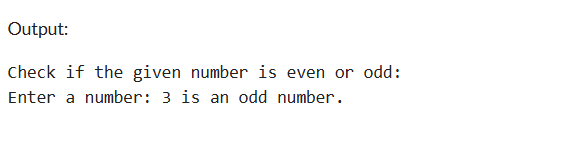 Output:
Check if the given number is even or odd:
Enter a number: 3 is an odd number.